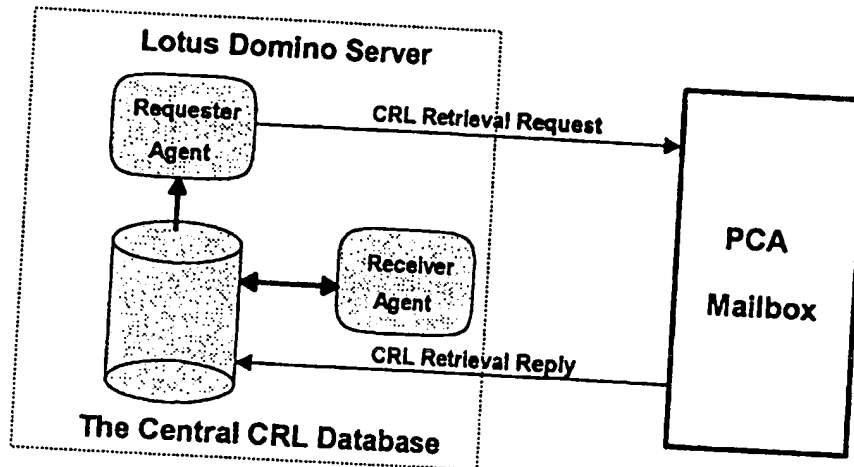 Lotus Domino Server
Requester
Agent
CRL Retrieval Request
PCA
Mailbox
Receiver
Agent
CRL Retrieval Reply
The Central CRL Database